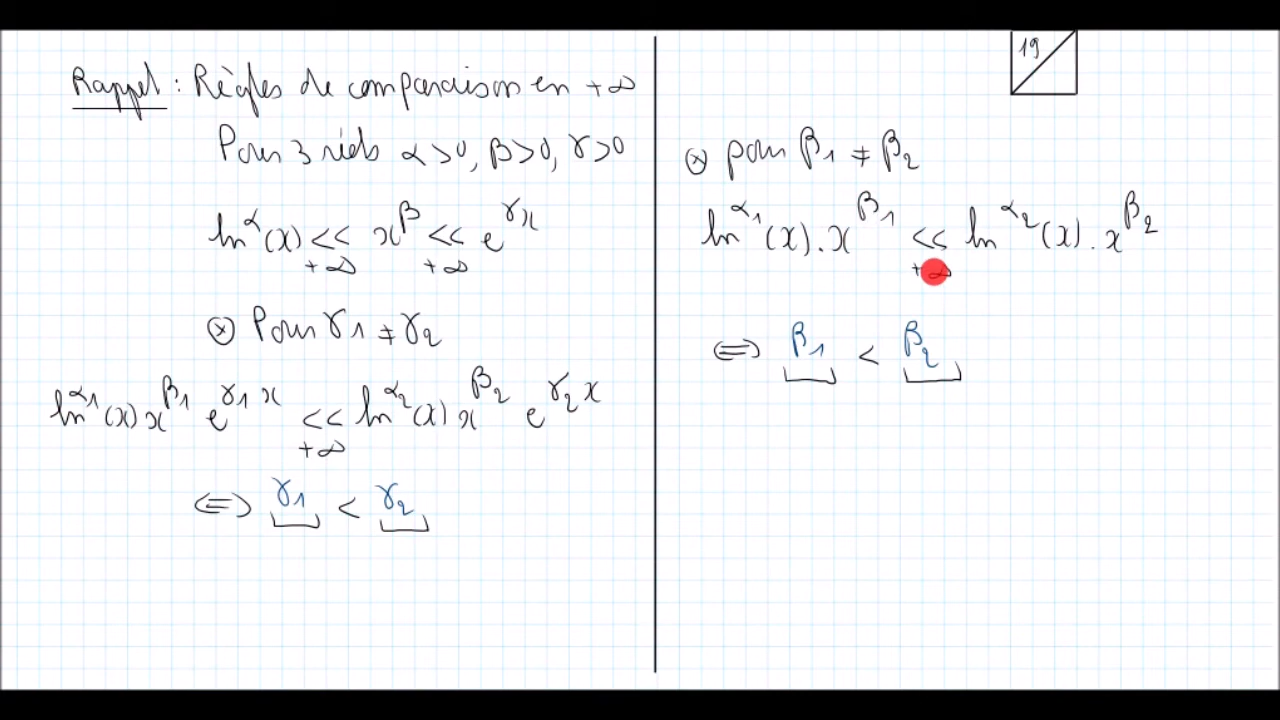 Rappel : Règles de comparaison en +∞
Pour 3 réels α>0, β>0, γ>0
ln^α(x) << x^β << e^{γx}
+∞ +∞
⊗ Pour γ₁ ≠ γ₂
ln^{α₁}(x) x^{β₁} e^{γ₁x} << ln^{α₂}(x) x^{β₂} e^{γ₂x}
+∞
⟺ γ₁ < γ₂
19
⊗ pour β₁ ≠ β₂
ln^{α₁}(x) . x^{β₁} << ln^{α₂}(x) . x^{β₂}
+∞
⟺ β₁ < β₂